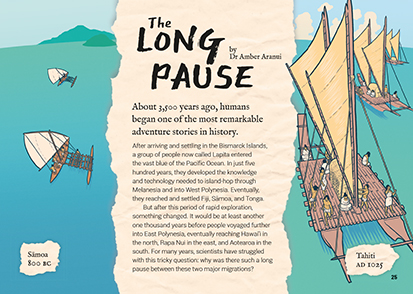 The
LONG
PAUSE
by
Dr Amber Aranui
About 3,500 years ago, humans
began one of the most remarkable
adventure stories in history.
After arriving and settling in the Bismarck Islands,
a group of people now called Lapita entered
the vast blue of the Pacific Ocean. In just five
hundred years, they developed the knowledge
and technology needed to island-hop through
Melanesia and into West Polynesia. Eventually,
they reached and settled Fiji, Sāmoa, and Tonga.
But after this period of rapid exploration,
something changed. It would be at least another
one thousand years before people voyaged further
into East Polynesia, eventually reaching Hawai‘i in
the north, Rapa Nui in the east, and Aotearoa in the
south. For many years, scientists have struggled
with this tricky question: why was there such a long
pause between these two major migrations?
Sāmoa
800 BC
Tahiti
AD 1025
25